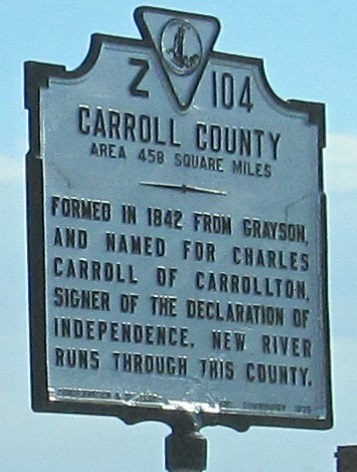 Z 104
CARROLL COUNTY
AREA 458 SQUARE MILES
FORMED IN 1842 FROM GRAYSON,
AND NAMED FOR CHARLES
CARROLL OF CARROLLTON,
SIGNER OF THE DECLARATION OF
INDEPENDENCE. NEW RIVER
RUNS THROUGH THIS COUNTY.